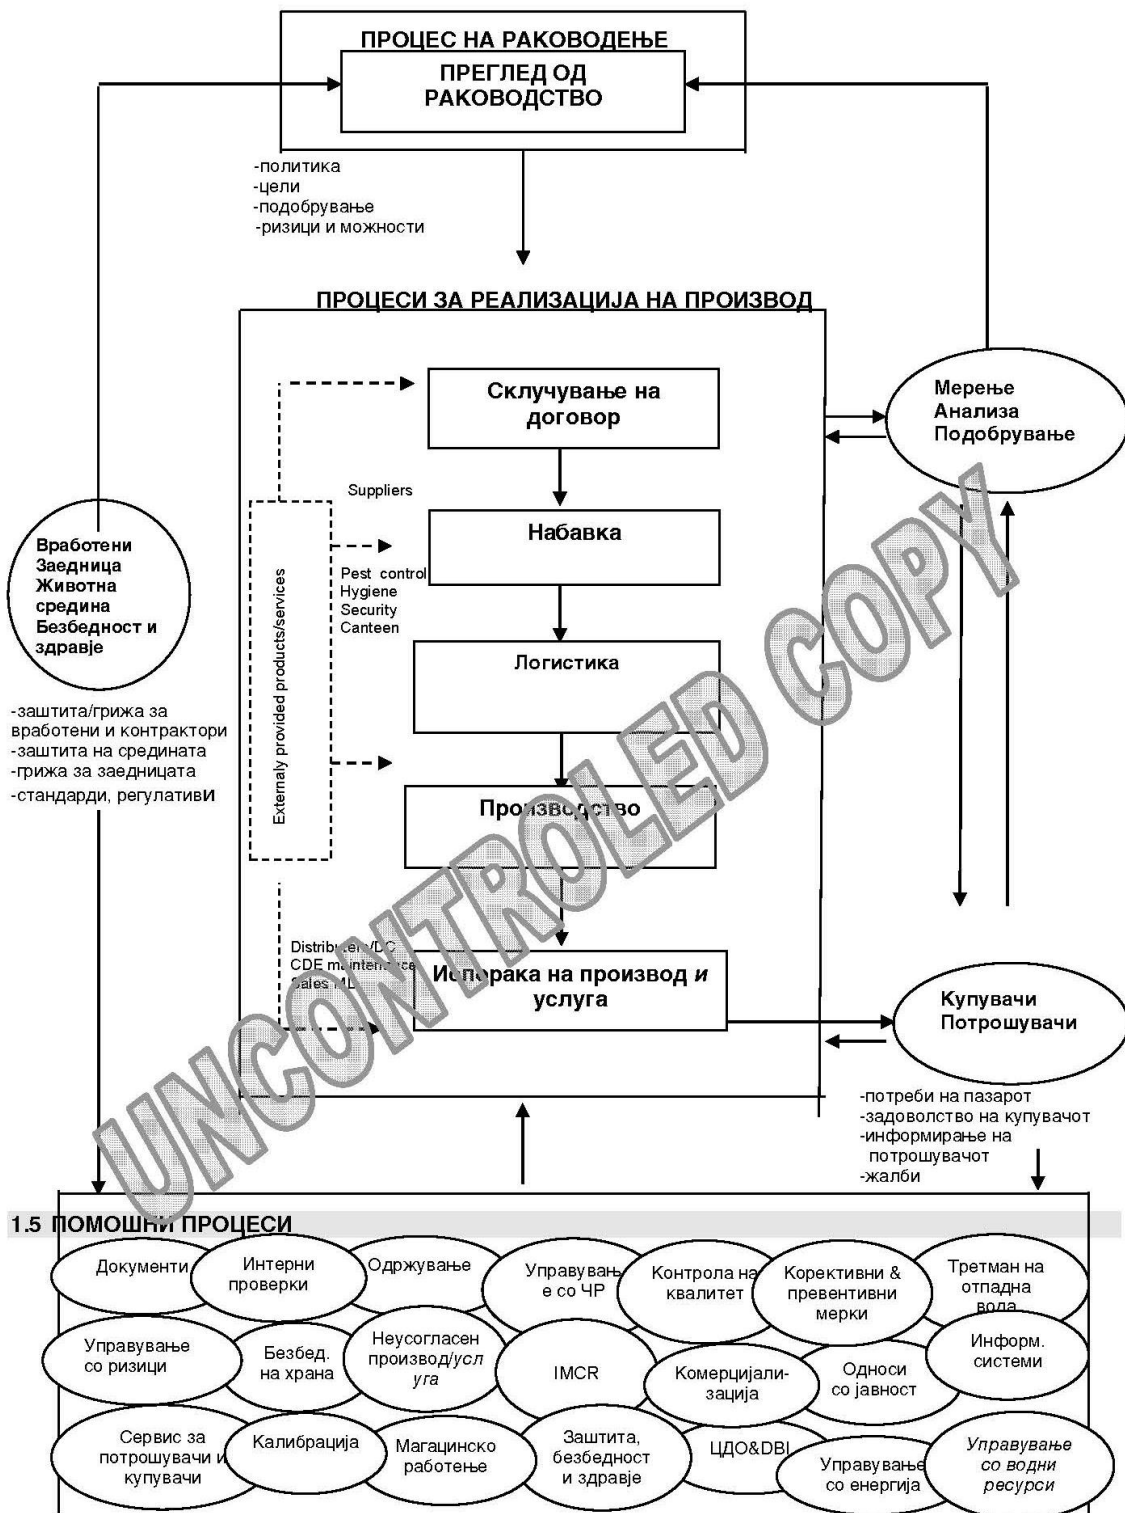 ПРОЦЕС НА РАКОВОДЕЊЕ
ПРЕГЛЕД ОД
РАКОВОДСТВО
-политика
-цели
-подобрување
-ризици и можности
ПРОЦЕСИ ЗА РЕАЛИЗАЦИЈА НА ПРОИЗВОД
Склучување на
договор
Мерење
Анализа
Подобрување
Suppliers
Набавка
Вработени
Заедница
Животна
средина
Безбедност и
здравје
Externaly provided products/services
Pest control
Hygiene
Security
Canteen
Логистика
-заштита/грижа за
вработени и контрактори
-заштита на средината
-грижа за заедницата
-стандарди, регулативи
Производство
CDE maintenance
Sales
Испорака на производ и
услуга
Купувачи
Потрошувачи
-потреби на пазарот
-задоволство на купувачот
-информирање на
потрошувачот
-жалби
UNCONTROLED COPY
1.5 ПОМОШНИ ПРОЦЕСИ
Документи
Интерни
проверки
Одржување
Управувањ
е со ЧР
Контрола на
квалитет
Корективни &
превентивни
мерки
Третман на
отпадна
вода
Управување
со ризици
Безбед.
на храна
Неусогласен
производ/усл
уга
IMCR
Комерцијали-
зација
Односи
со јавност
Информ.
системи
Сервис за
потрошувачи и
купувачи
Калибрација
Магацинско
работење
Заштита,
безбедност
и здравје
ЦДО&DBI
Управување
со енергија
Управување
со водни
ресурси